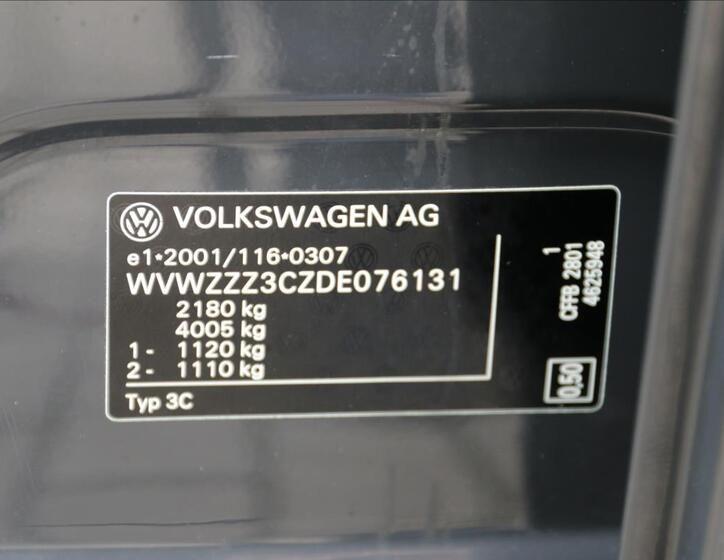 VOLKSWAGEN AG
e1*2001/116*0307
WVWZZZ3CZDE076131
2180 kg
4005 kg
1- 1120 kg
2- 1110 kg
Typ 3C
1
CFFB 2801
4625948
0,50